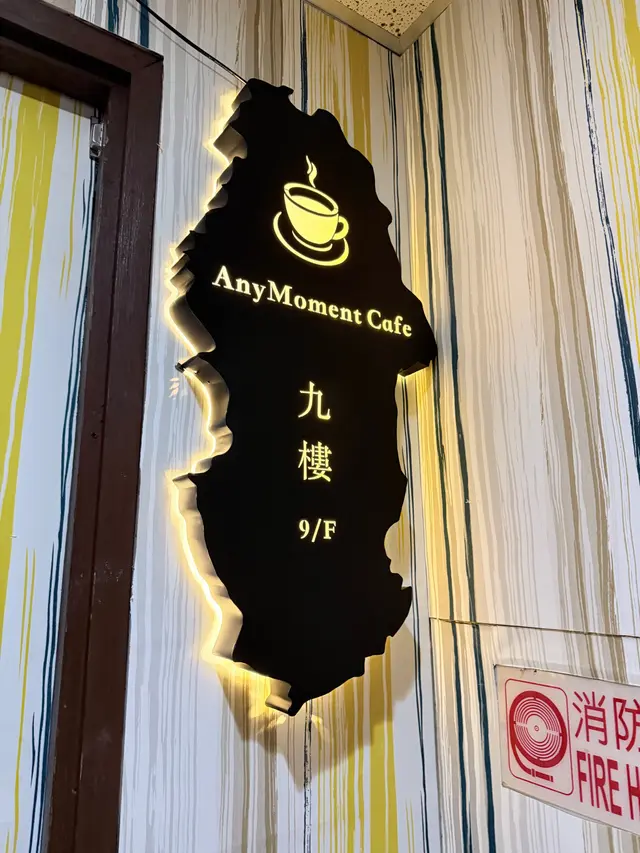 AnyMoment Cafe
九
樓
9/F
消防
FIRE H